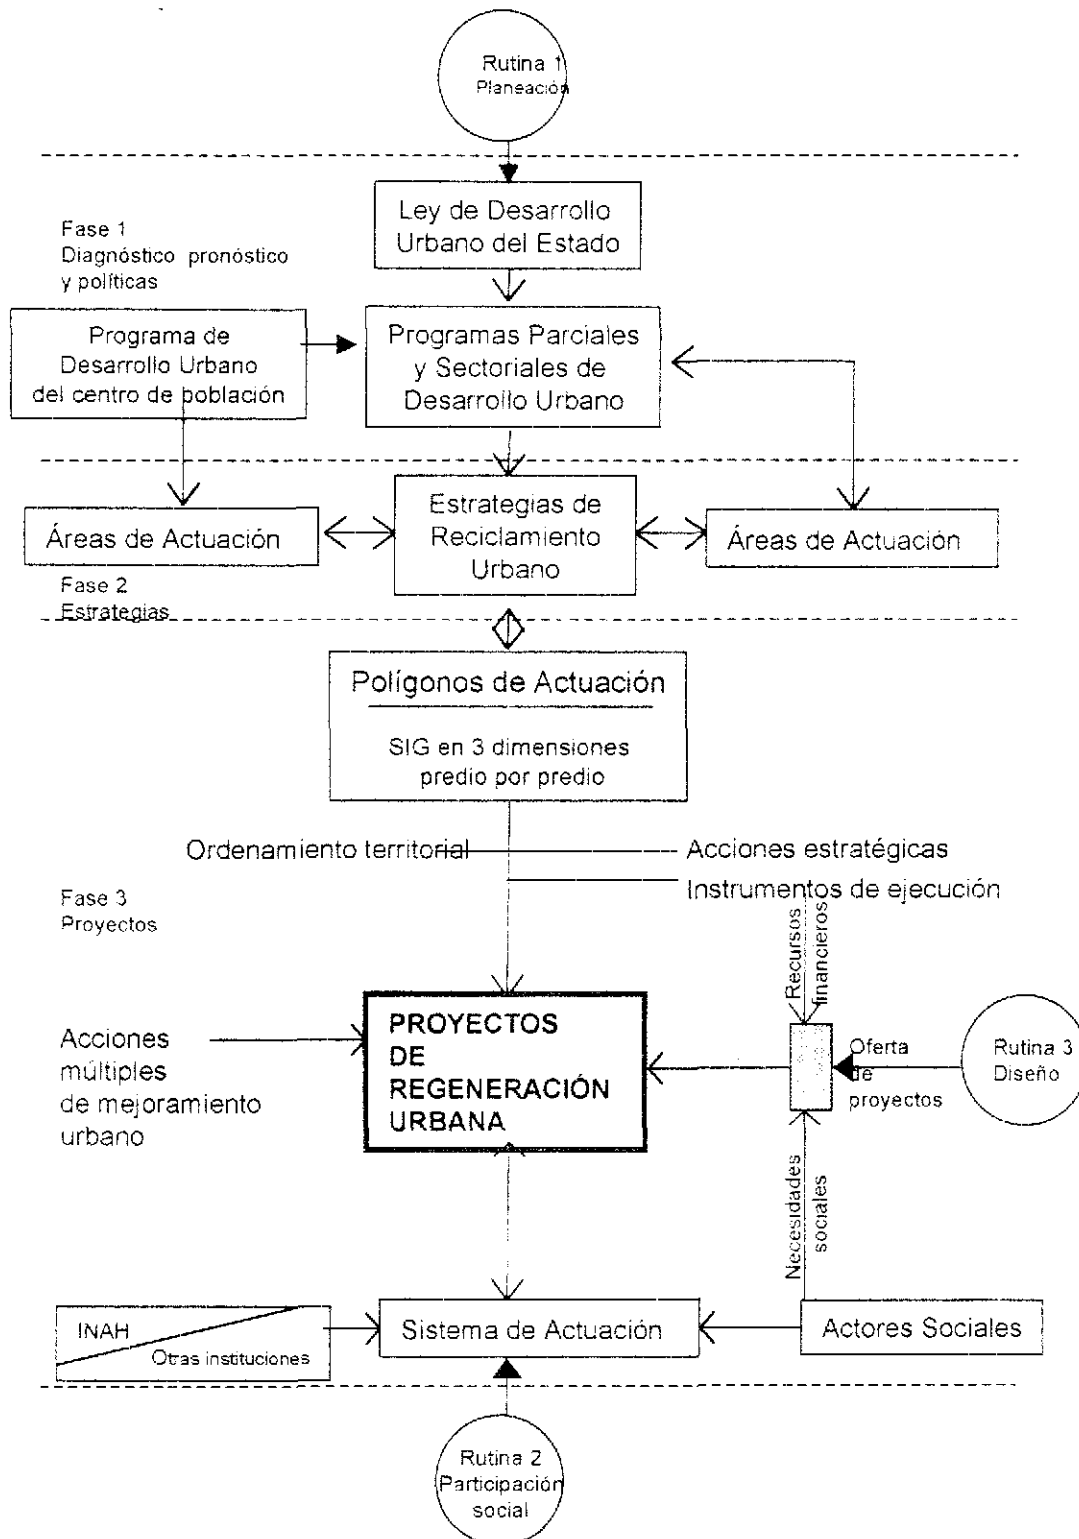 Rutina 1
Planeación
Ley de Desarrollo
Urbano del Estado
Fase 1
Diagnóstico pronóstico
y políticas
Programa de
Desarrollo Urbano
del centro de población
Programas Parciales
y Sectoriales de
Desarrollo Urbano
Áreas de Actuación
Estrategias de
Reciclamiento
Urbano
Áreas de Actuación
Fase 2
Estrategias
Polígonos de Actuación
SIG en 3 dimensiones
predio por predio
Ordenamiento territorial
Acciones estratégicas
Instrumentos de ejecución
Fase 3
Proyectos
Recursos
financieros
Acciones
múltiples
de mejoramiento
urbano
PROYECTOS
DE
REGENERACIÓN
URBANA
Oferta
de
proyectos
Rutina 3
Diseño
Necesidades
sociales
INAH
Otras instituciones
Sistema de Actuación
Actores Sociales
Rutina 2
Participación
social